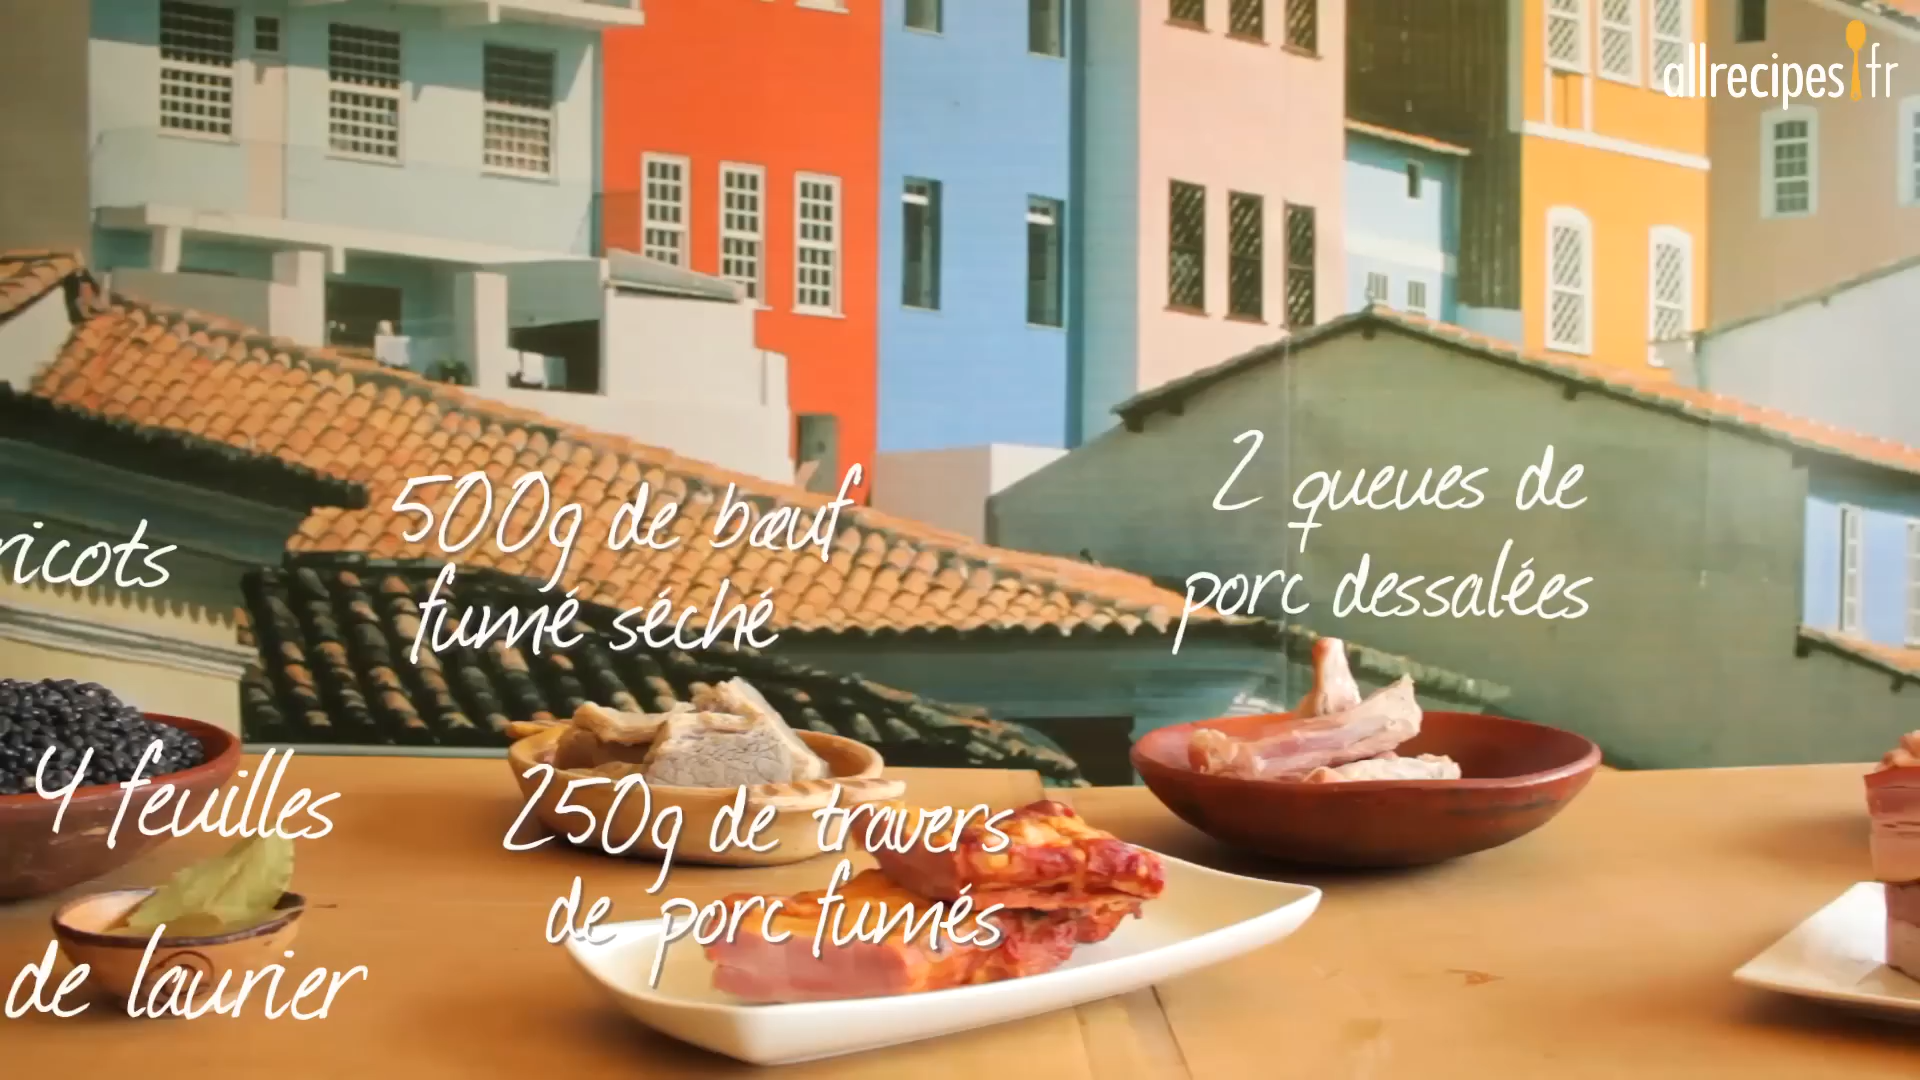 allrecipes fr
500g de bœuf
fumé séché
2 queues de
porc dessalées
ricots
4 feuilles
de laurier
250g de travers
de porc fumés